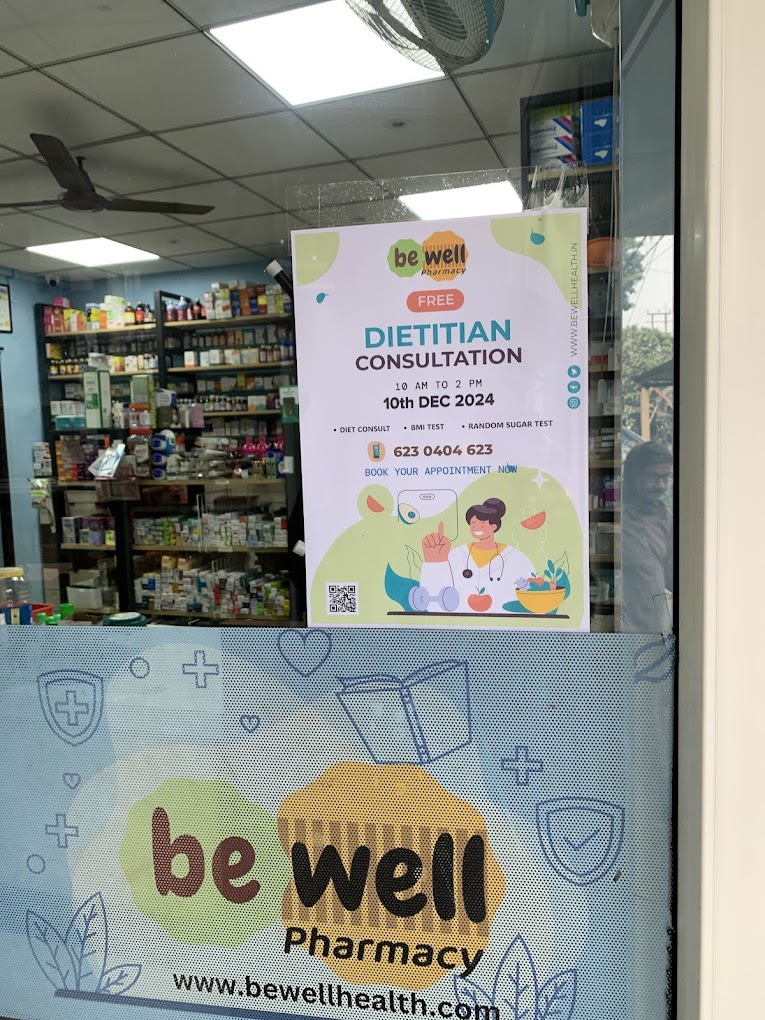 be well
Pharmacy
FREE
DIETITIAN
CONSULTATION
10 AM TO 2 PM
10th DEC 2024
• DIET CONSULT • BMI TEST • RANDOM SUGAR TEST
623 0404 623
BOOK YOUR APPOINTMENT NOW
WWW.BEWELLHEALTH.IN
be well
Pharmacy
www.bewellhealth.com